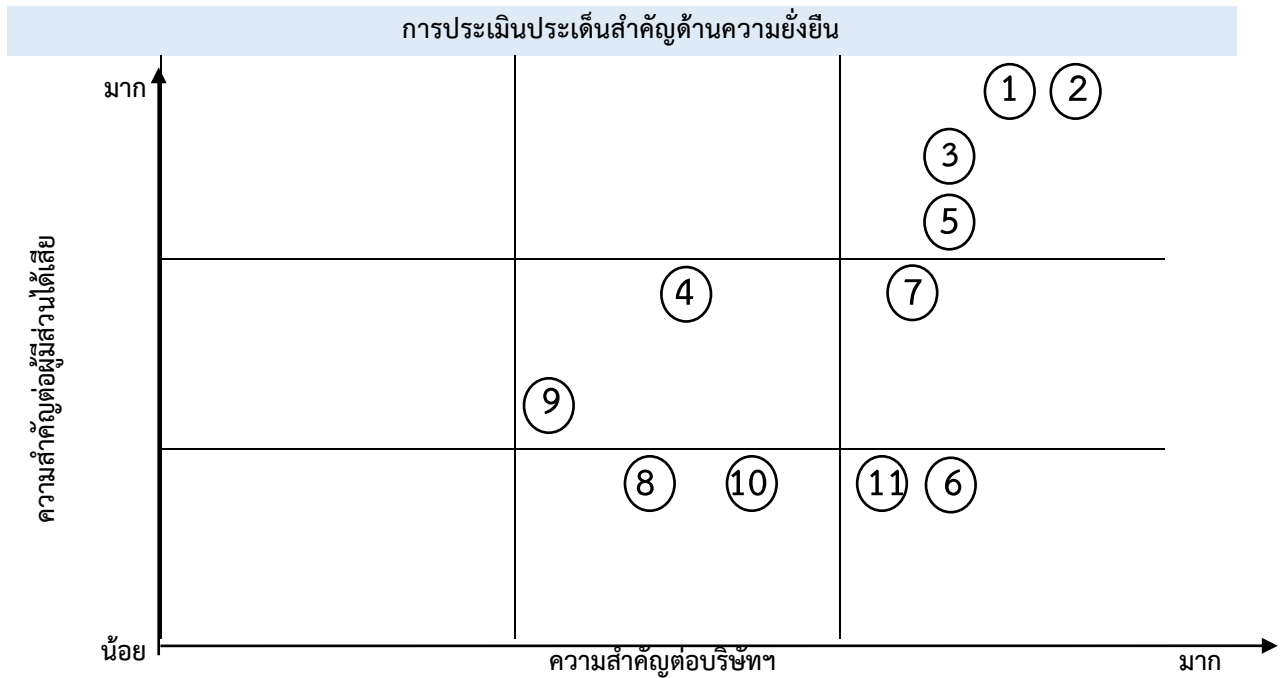 การประเมินประเด็นสำคัญด้านความยั่งยืน
มาก
1 2
3
5
ความสำคัญต่อผู้มีส่วนได้เสีย
4 7
9
8 10 11 6
น้อย
ความสำคัญต่อบริษัทฯ มาก